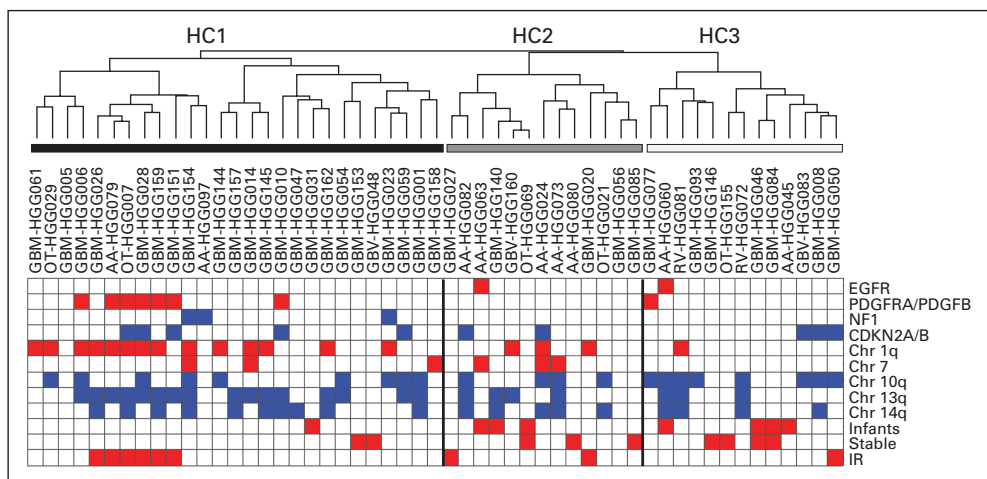 HC1 HC2 HC3
GBM-HGG061
OT-HGG029
GBM-HGG005
GBM-HGG006
GBM-HGG026
AA-HGG079
OT-HGG007
GBM-HGG028
GBM-HGG159
GBM-HGG151
GBM-HGG154
AA-HGG097
GBM-HGG144
GBM-HGG157
GBM-HGG014
GBM-HGG145
GBM-HGG010
GBM-HGG047
GBM-HGG031
GBM-HGG162
GBM-HGG054
GBM-HGG153
GBV-HGG048
GBM-HGG023
GBM-HGG059
GBM-HGG001
GBM-HGG158
GBM-HGG027
AA-HGG082
AA-HGG063
GBM-HGG140
GBV-HGG160
OT-HGG069
AA-HGG024
AA-HGG073
AA-HGG080
GBM-HGG020
OT-HGG021
GBM-HGG056
GBM-HGG085
GBM-HGG077
AA-HGG060
RV-HGG081
GBM-HGG093
GBM-HGG146
OT-HGG155
RV-HGG072
GBM-HGG046
GBM-HGG084
AA-HGG045
GBV-HGG083
GBM-HGG008
GBM-HGG050
EGFR
PDGFRA/PDGFB
NF1
CDKN2A/B
Chr 1q
Chr 7
Chr 10q
Chr 13q
Chr 14q
Infants
Stable
IR